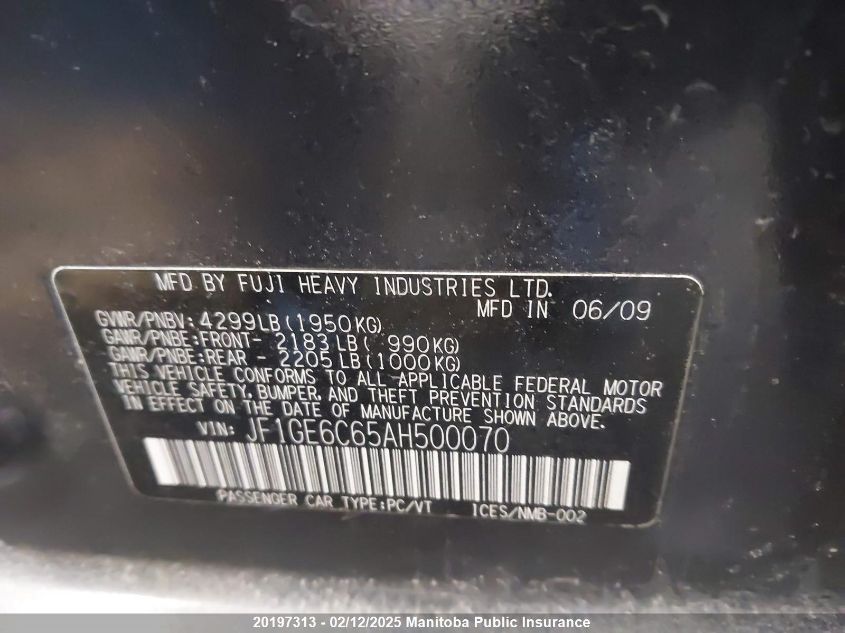 MFD BY FUJI HEAVY INDUSTRIES LTD.
MFD IN 06/09
GVWR/PNBV:4299LB(1950KG)
GAWR/PNBE:FRONT- 2183LB( 990KG)
GAWR/PNBE:REAR - 2205LB(1000KG)
THIS VEHICLE CONFORMS TO ALL APPLICABLE FEDERAL MOTOR
VEHICLE SAFETY, BUMPER, AND THEFT PREVENTION STANDARDS
IN EFFECT ON THE DATE OF MANUFACTURE SHOWN ABOVE.
VIN: JF1GE6C65AH500070
PASSENGER CAR TYPE:PC/VT ICES/NMB-002
20197313 - 02/12/2025 Manitoba Public Insurance